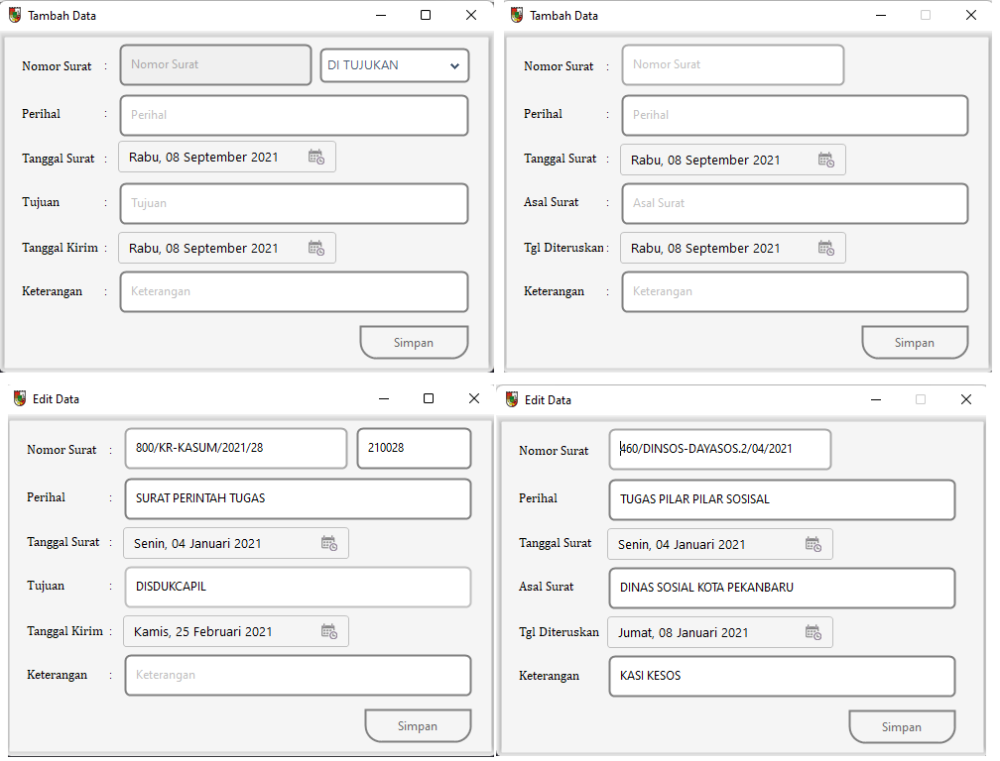 Tambah Data
Nomor Surat : Nomor Surat DI TUJUKAN
Perihal : Perihal
Tanggal Surat : Rabu, 08 September 2021
Tujuan : Tujuan
Tanggal Kirim : Rabu, 08 September 2021
Keterangan : Keterangan
Simpan
Tambah Data
Nomor Surat : Nomor Surat
Perihal : Perihal
Tanggal Surat : Rabu, 08 September 2021
Asal Surat : Asal Surat
Tgl Diteruskan : Rabu, 08 September 2021
Keterangan : Keterangan
Simpan
Edit Data
Nomor Surat : 800/KR-KASUM/2021/28 210028
Perihal : SURAT PERINTAH TUGAS
Tanggal Surat : Senin, 04 Januari 2021
Tujuan : DISDUKCAPIL
Tanggal Kirim : Kamis, 25 Februari 2021
Keterangan : Keterangan
Simpan
Edit Data
Nomor Surat 460/DINSOS-DAYASOS.2/04/2021
Perihal TUGAS PILAR PILAR SOSISAL
Tanggal Surat Senin, 04 Januari 2021
Asal Surat DINAS SOSIAL KOTA PEKANBARU
Tgl Diteruskan Jumat, 08 Januari 2021
Keterangan KASI KESOS
Simpan